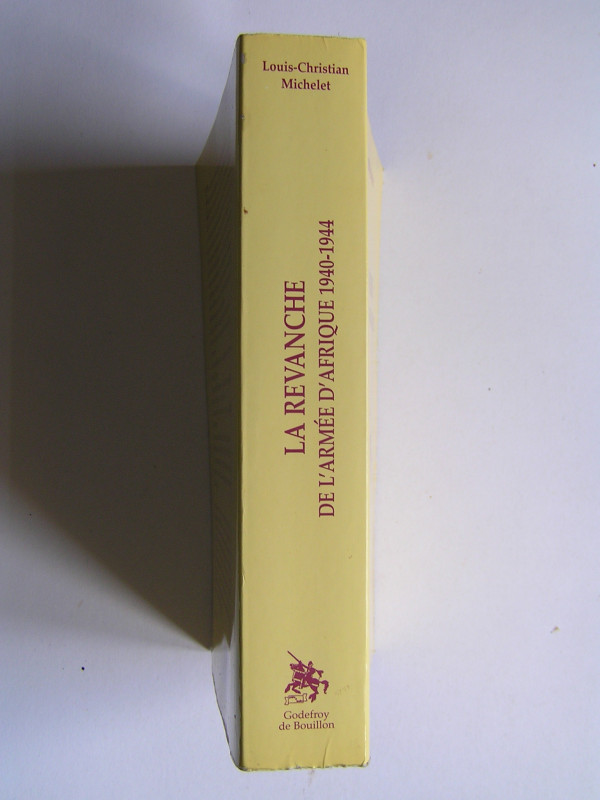 Louis-Christian
Michelet
LA REVANCHE
DE L'ARMÉE D'AFRIQUE 1940-1944
Godefroy
de Bouillon